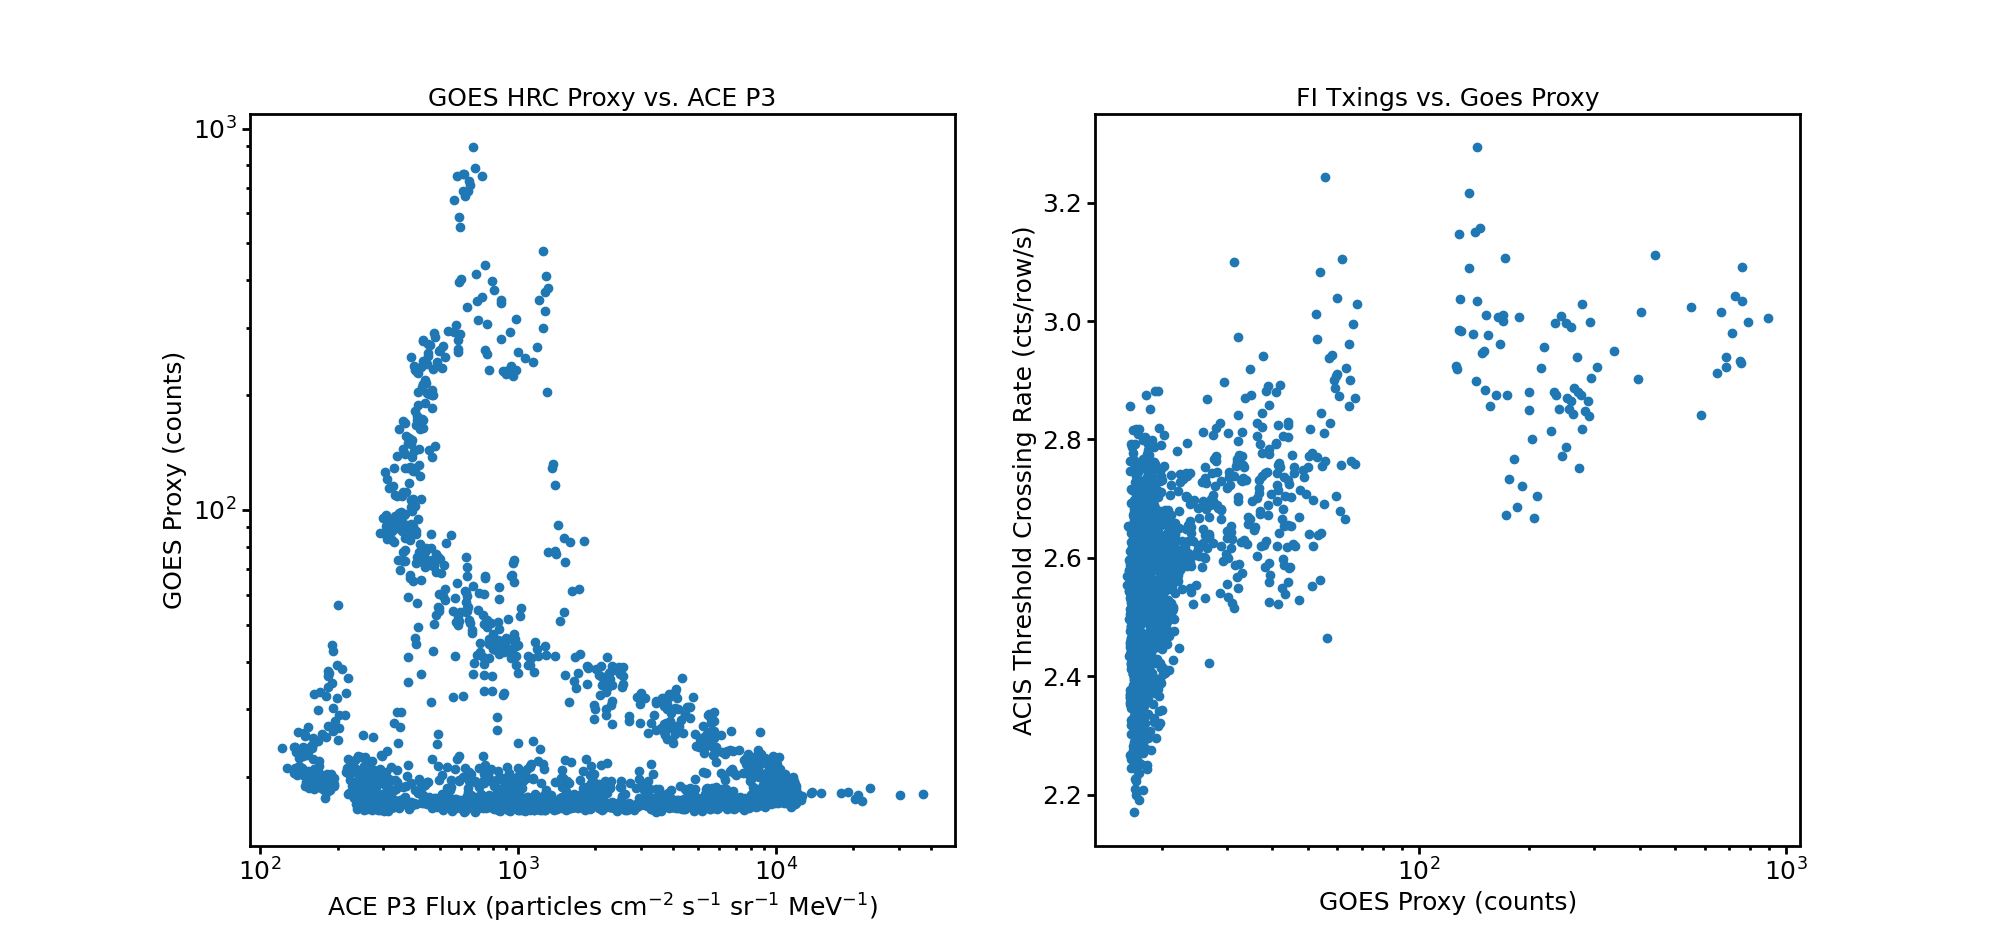 GOES HRC Proxy vs. ACE P3
GOES Proxy (counts)
10³
10²
10² 10³ 10⁴
ACE P3 Flux (particles cm⁻² s⁻¹ sr⁻¹ MeV⁻¹)
FI Txings vs. Goes Proxy
ACIS Threshold Crossing Rate (cts/row/s)
3.2
3.0
2.8
2.6
2.4
2.2
10² 10³
GOES Proxy (counts)